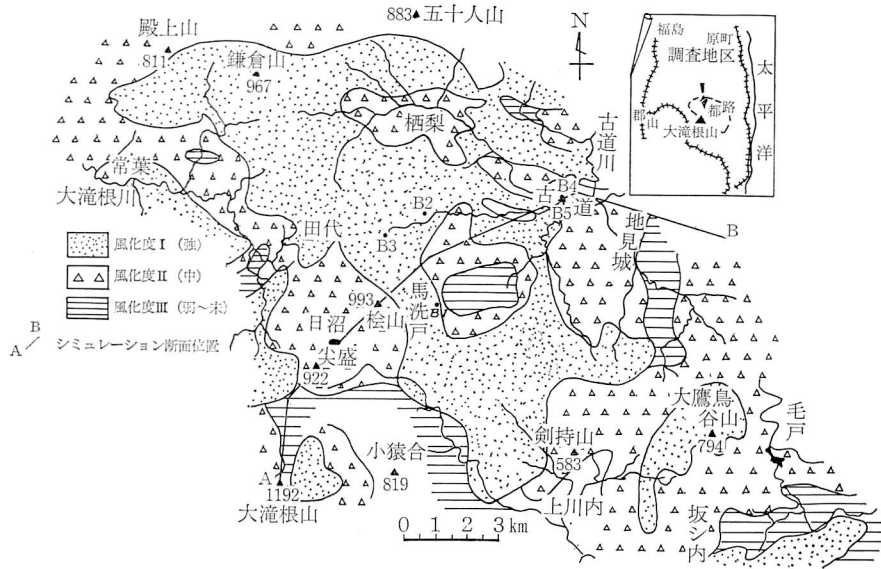 殿上山
811
883
五十人山
N
鎌倉山
967
福島
原町
調査地区
太平洋
都路
郡山
大滝根山
栖梨
古道川
常葉
大滝根川
B4
古道
B5
B2
B3
田代
地見城
B
風化度Ⅰ (強)
風化度Ⅱ (中)
風化度Ⅲ (弱〜未)
B
A
シミュレーション断面位置
993
桧山
馬洗戸
日沼
尖盛
922
大鷹鳥谷山
794
毛戸
剣持山
583
小猿合
819
A
1192
大滝根山
上川内
坂シ内
0 1 2 3 km